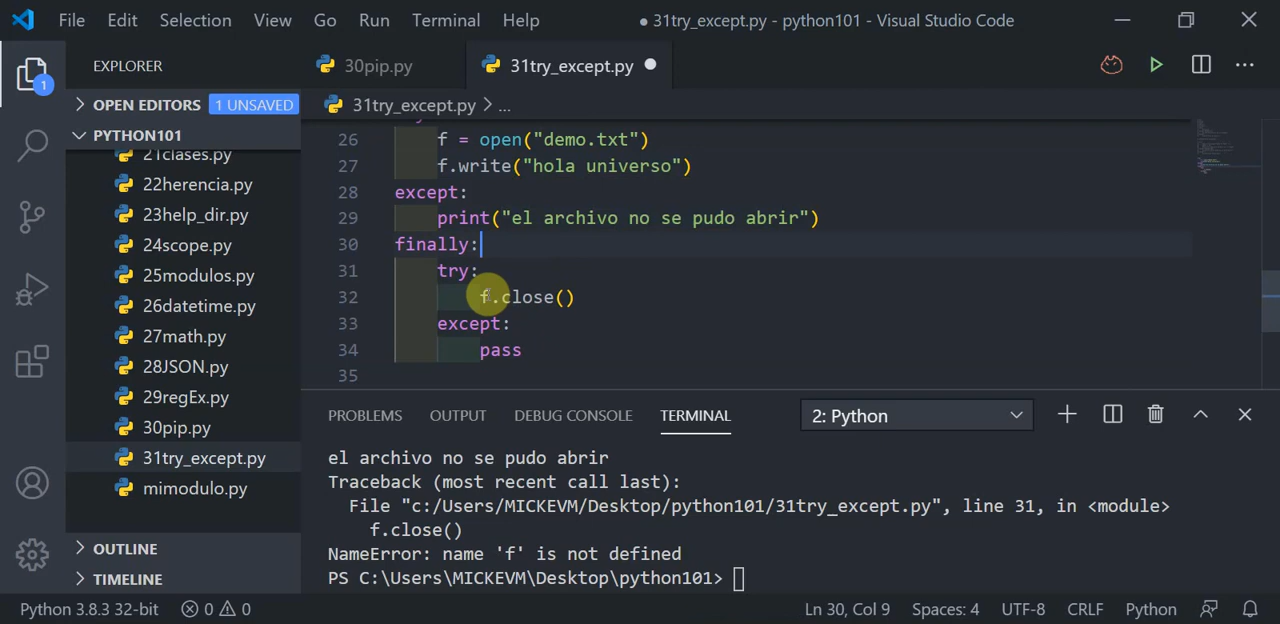 File Edit Selection View Go Run Terminal Help ● 31try_except.py - python101 - Visual Studio Code
EXPLORER
30pip.py
31try_except.py
OPEN EDITORS 1 UNSAVED
31try_except.py > ...
PYTHON101
21clases.py
22herencia.py
23help_dir.py
24scope.py
25modulos.py
26datetime.py
27math.py
28JSON.py
29regEx.py
30pip.py
31try_except.py
mimodulo.py
OUTLINE
TIMELINE
26 f = open("demo.txt")
27 f.write("hola universo")
28 except:
29 print("el archivo no se pudo abrir")
30 finally:
31 try:
32 f.close()
33 except:
34 pass
35
PROBLEMS OUTPUT DEBUG CONSOLE TERMINAL 2: Python
el archivo no se pudo abrir
Traceback (most recent call last):
File "c:/Users/MICKEVM/Desktop/python101/31try_except.py", line 31, in <module>
f.close()
NameError: name 'f' is not defined
PS C:\Users\MICKEVM\Desktop\python101>
1
Python 3.8.3 32-bit 0 0 Ln 30, Col 9 Spaces: 4 UTF-8 CRLF Python